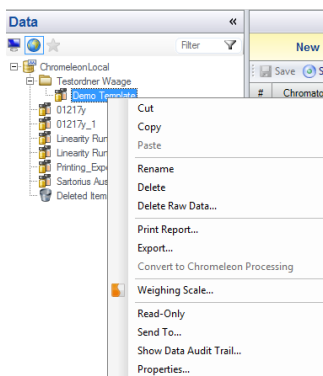 Data «
Filter New
Save S
ChromeleonLocal # Chromato
Testordner Waage
Demo Template
01217y
01217y_1
Linearity Run
Linearity Run
Printing_Expo
Sartorius Aus
Deleted Item
Cut
Copy
Paste
Rename
Delete
Delete Raw Data...
Print Report...
Export...
Convert to Chromeleon Processing
Weighing Scale...
Read-Only
Send To...
Show Data Audit Trail...
Properties...